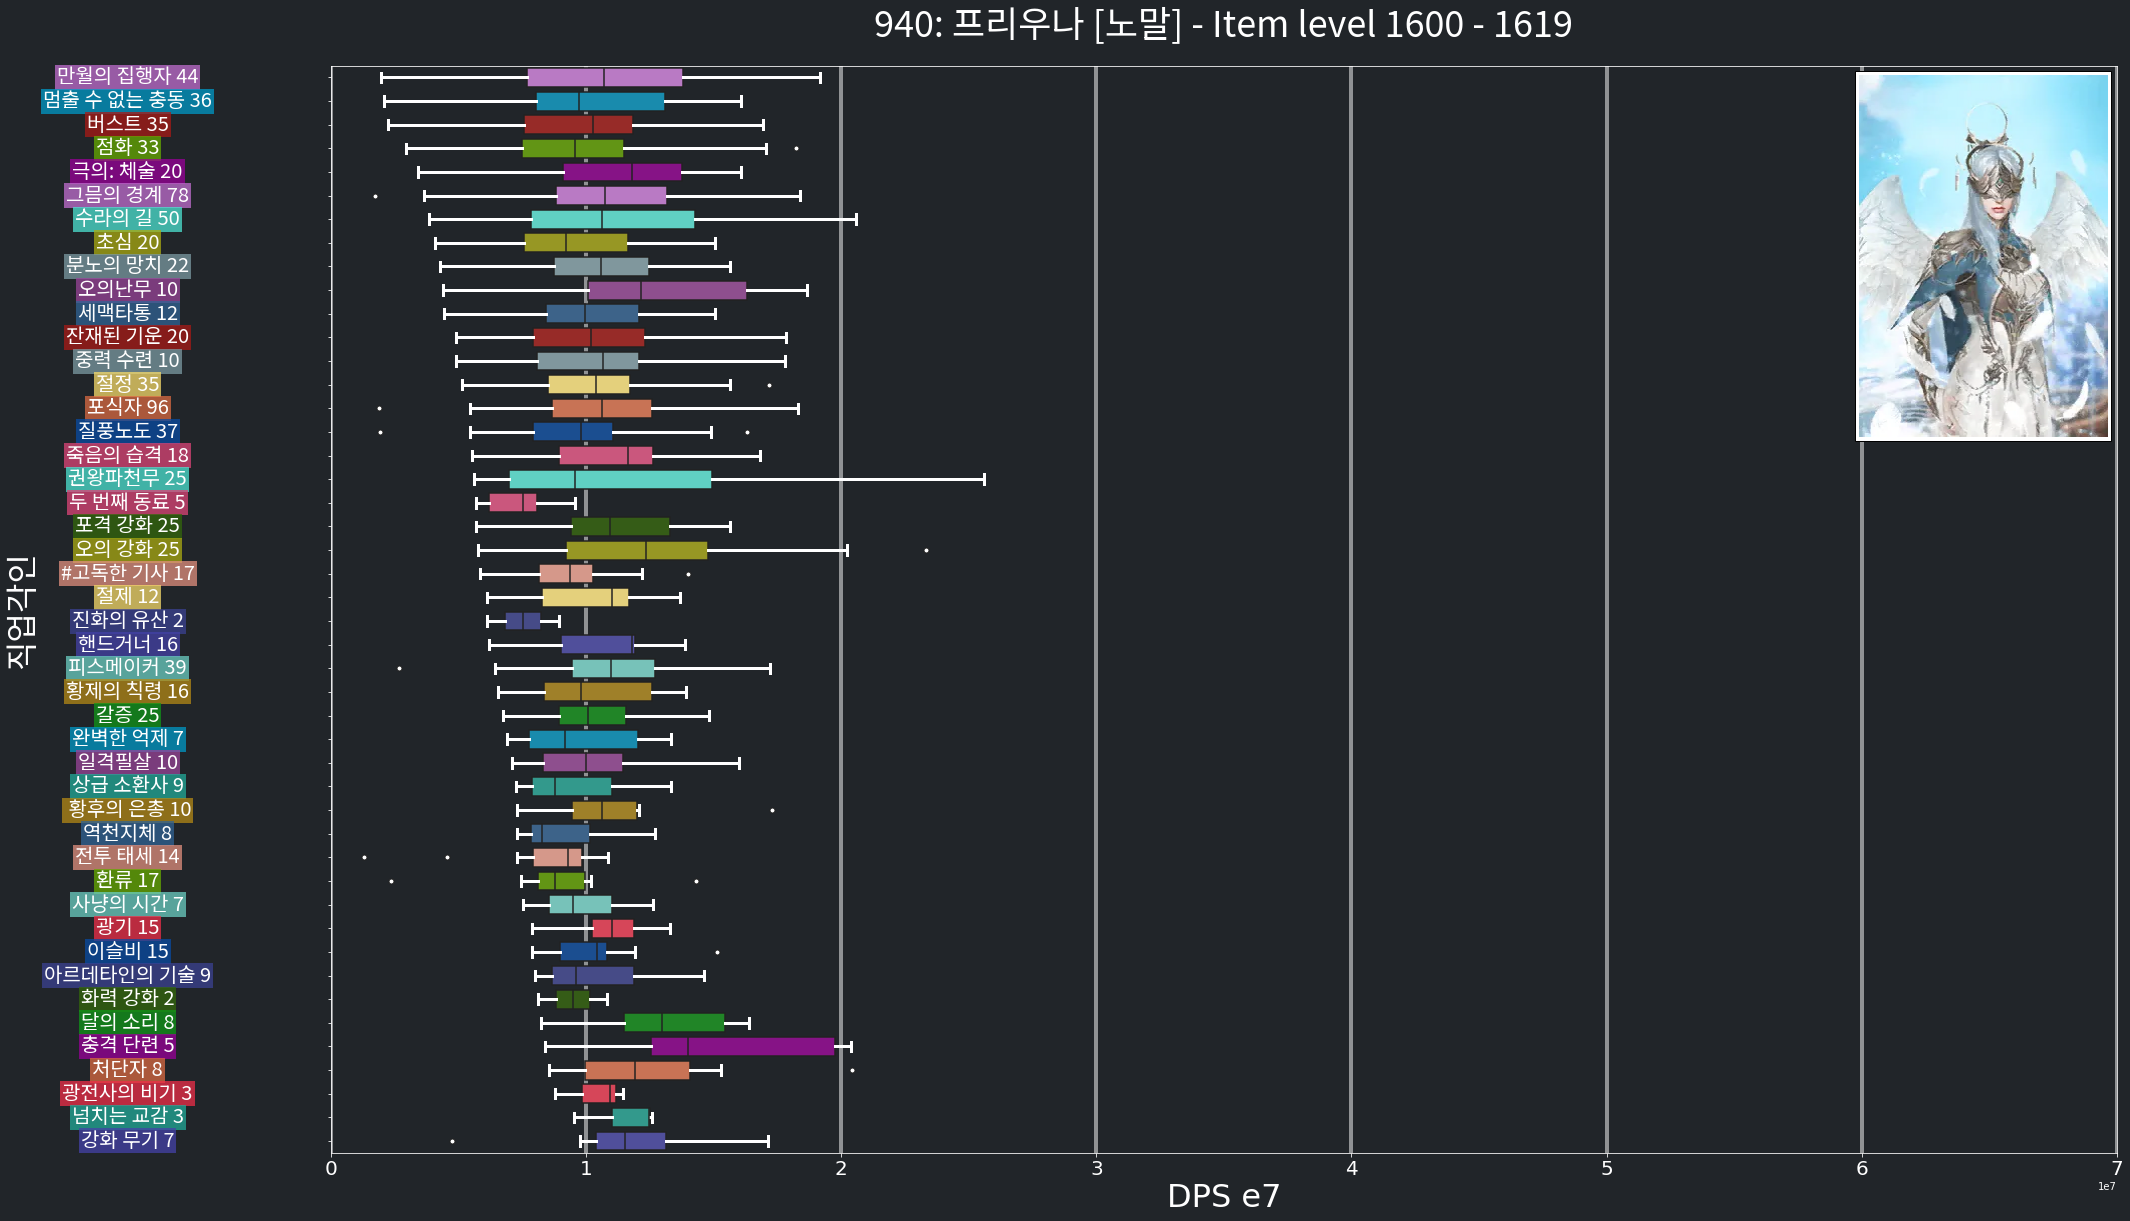 940: 프리우나 [노말] - Item level 1600 - 1619
만월의 집행자 44
멈출 수 없는 충동 36
버스트 35
점화 33
극의: 체술 20
그믐의 경계 78
수라의 길 50
초심 20
분노의 망치 22
오의난무 10
세맥타통 12
잔재된 기운 20
중력 수련 10
절정 35
포식자 96
질풍노도 37
죽음의 습격 18
권왕파천무 25
두 번째 동료 5
포격 강화 25
오의 강화 25
#고독한 기사 17
절제 12
진화의 유산 2
핸드거너 16
피스메이커 39
황제의 칙령 16
갈증 25
완벽한 억제 7
일격필살 10
상급 소환사 9
황후의 은총 10
역천지체 8
전투 태세 14
환류 17
사냥의 시간 7
광기 15
이슬비 15
아르데타인의 기술 9
화력 강화 2
달의 소리 8
충격 단련 5
처단자 8
광전사의 비기 3
넘치는 교감 3
강화 무기 7
직업각인
0 1 2 3 4 5 6 7
1e7
DPS e7